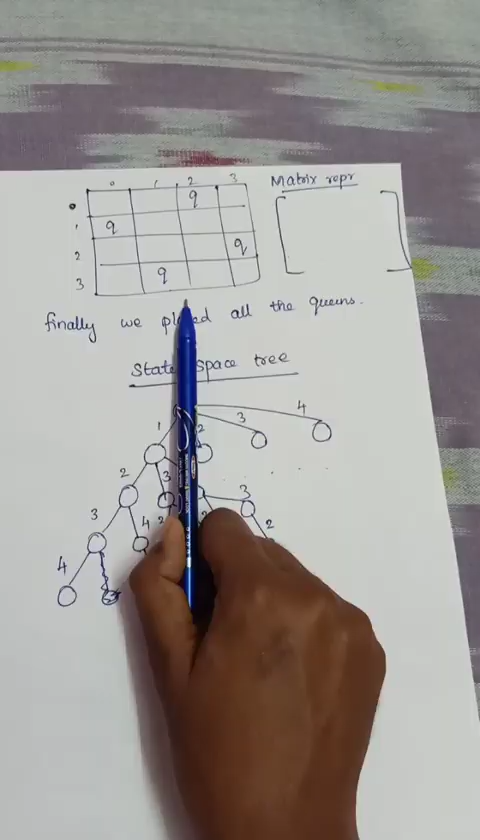 0 1 2 3 Matrix repr
0 q
1 q
2 q
3 q
finally we placed all the queens.
State space tree
1 2 3 4
2 3 3
3 4 2 2
4